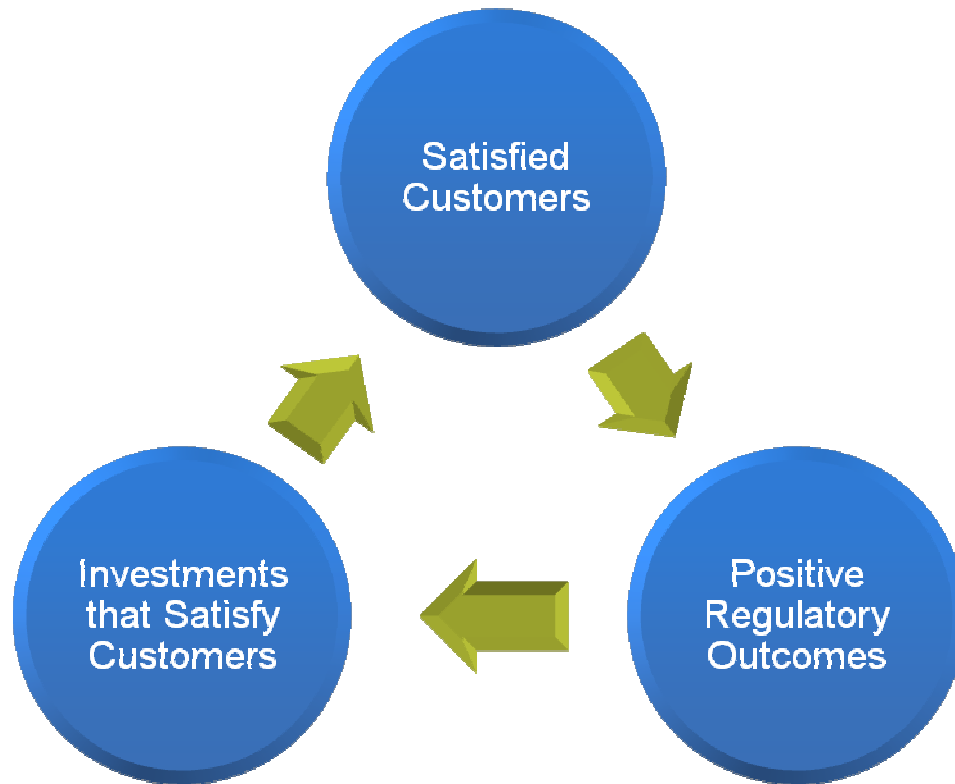 Satisfied
Customers
Investments
that Satisfy
Customers
Positive
Regulatory
Outcomes